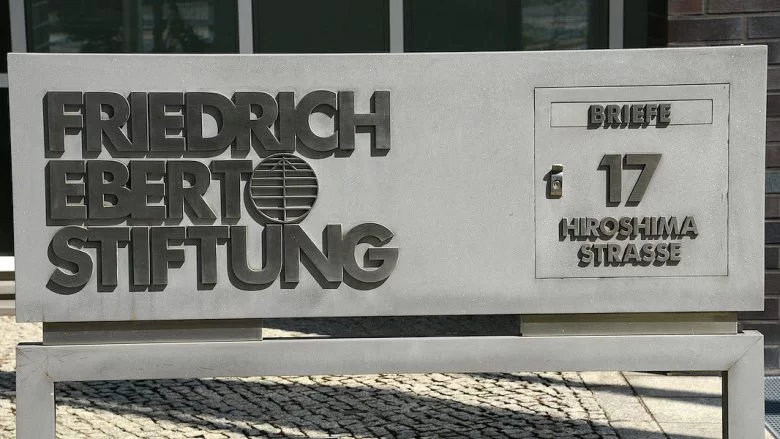 FRIEDRICH
EBERT
STIFTUNG
BRIEFE
17
HIROSHIMA
STRASSE